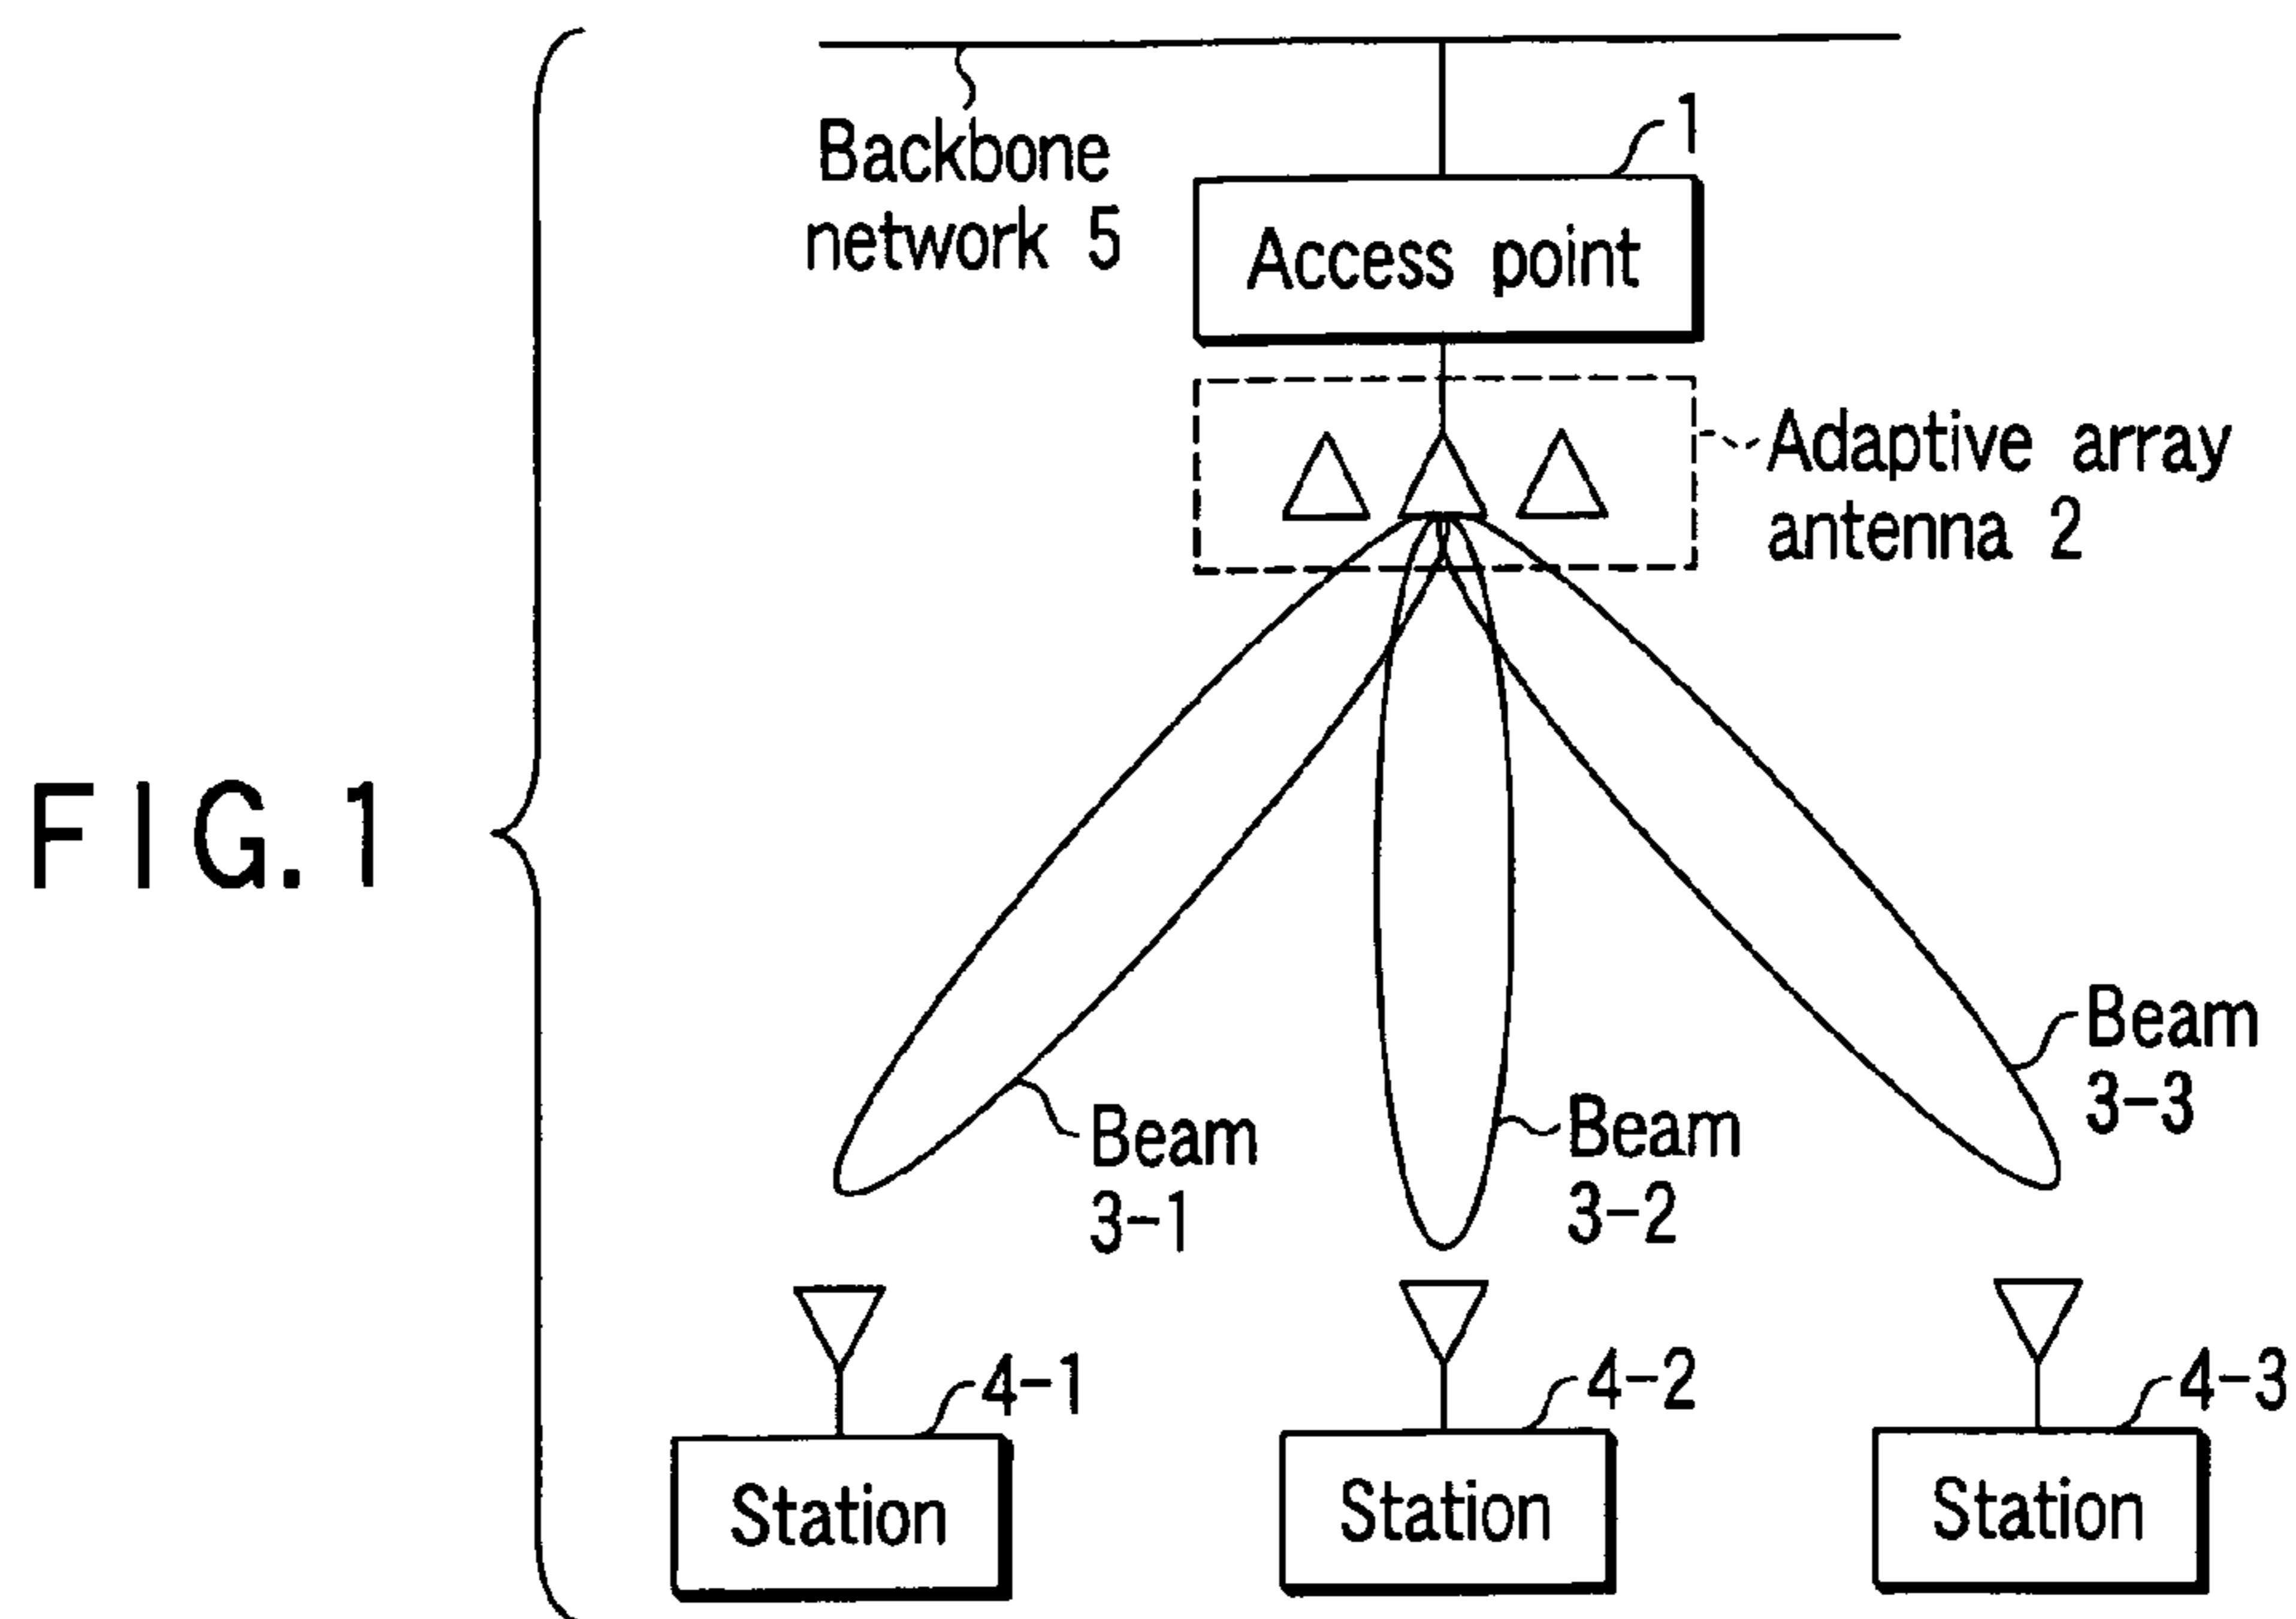 FIG. 1
Backbone
network 5
1
Access point
Adaptive array
antenna 2
Beam
3-1
Beam
3-2
Beam
3-3
4-1
Station
4-2
Station
4-3
Station